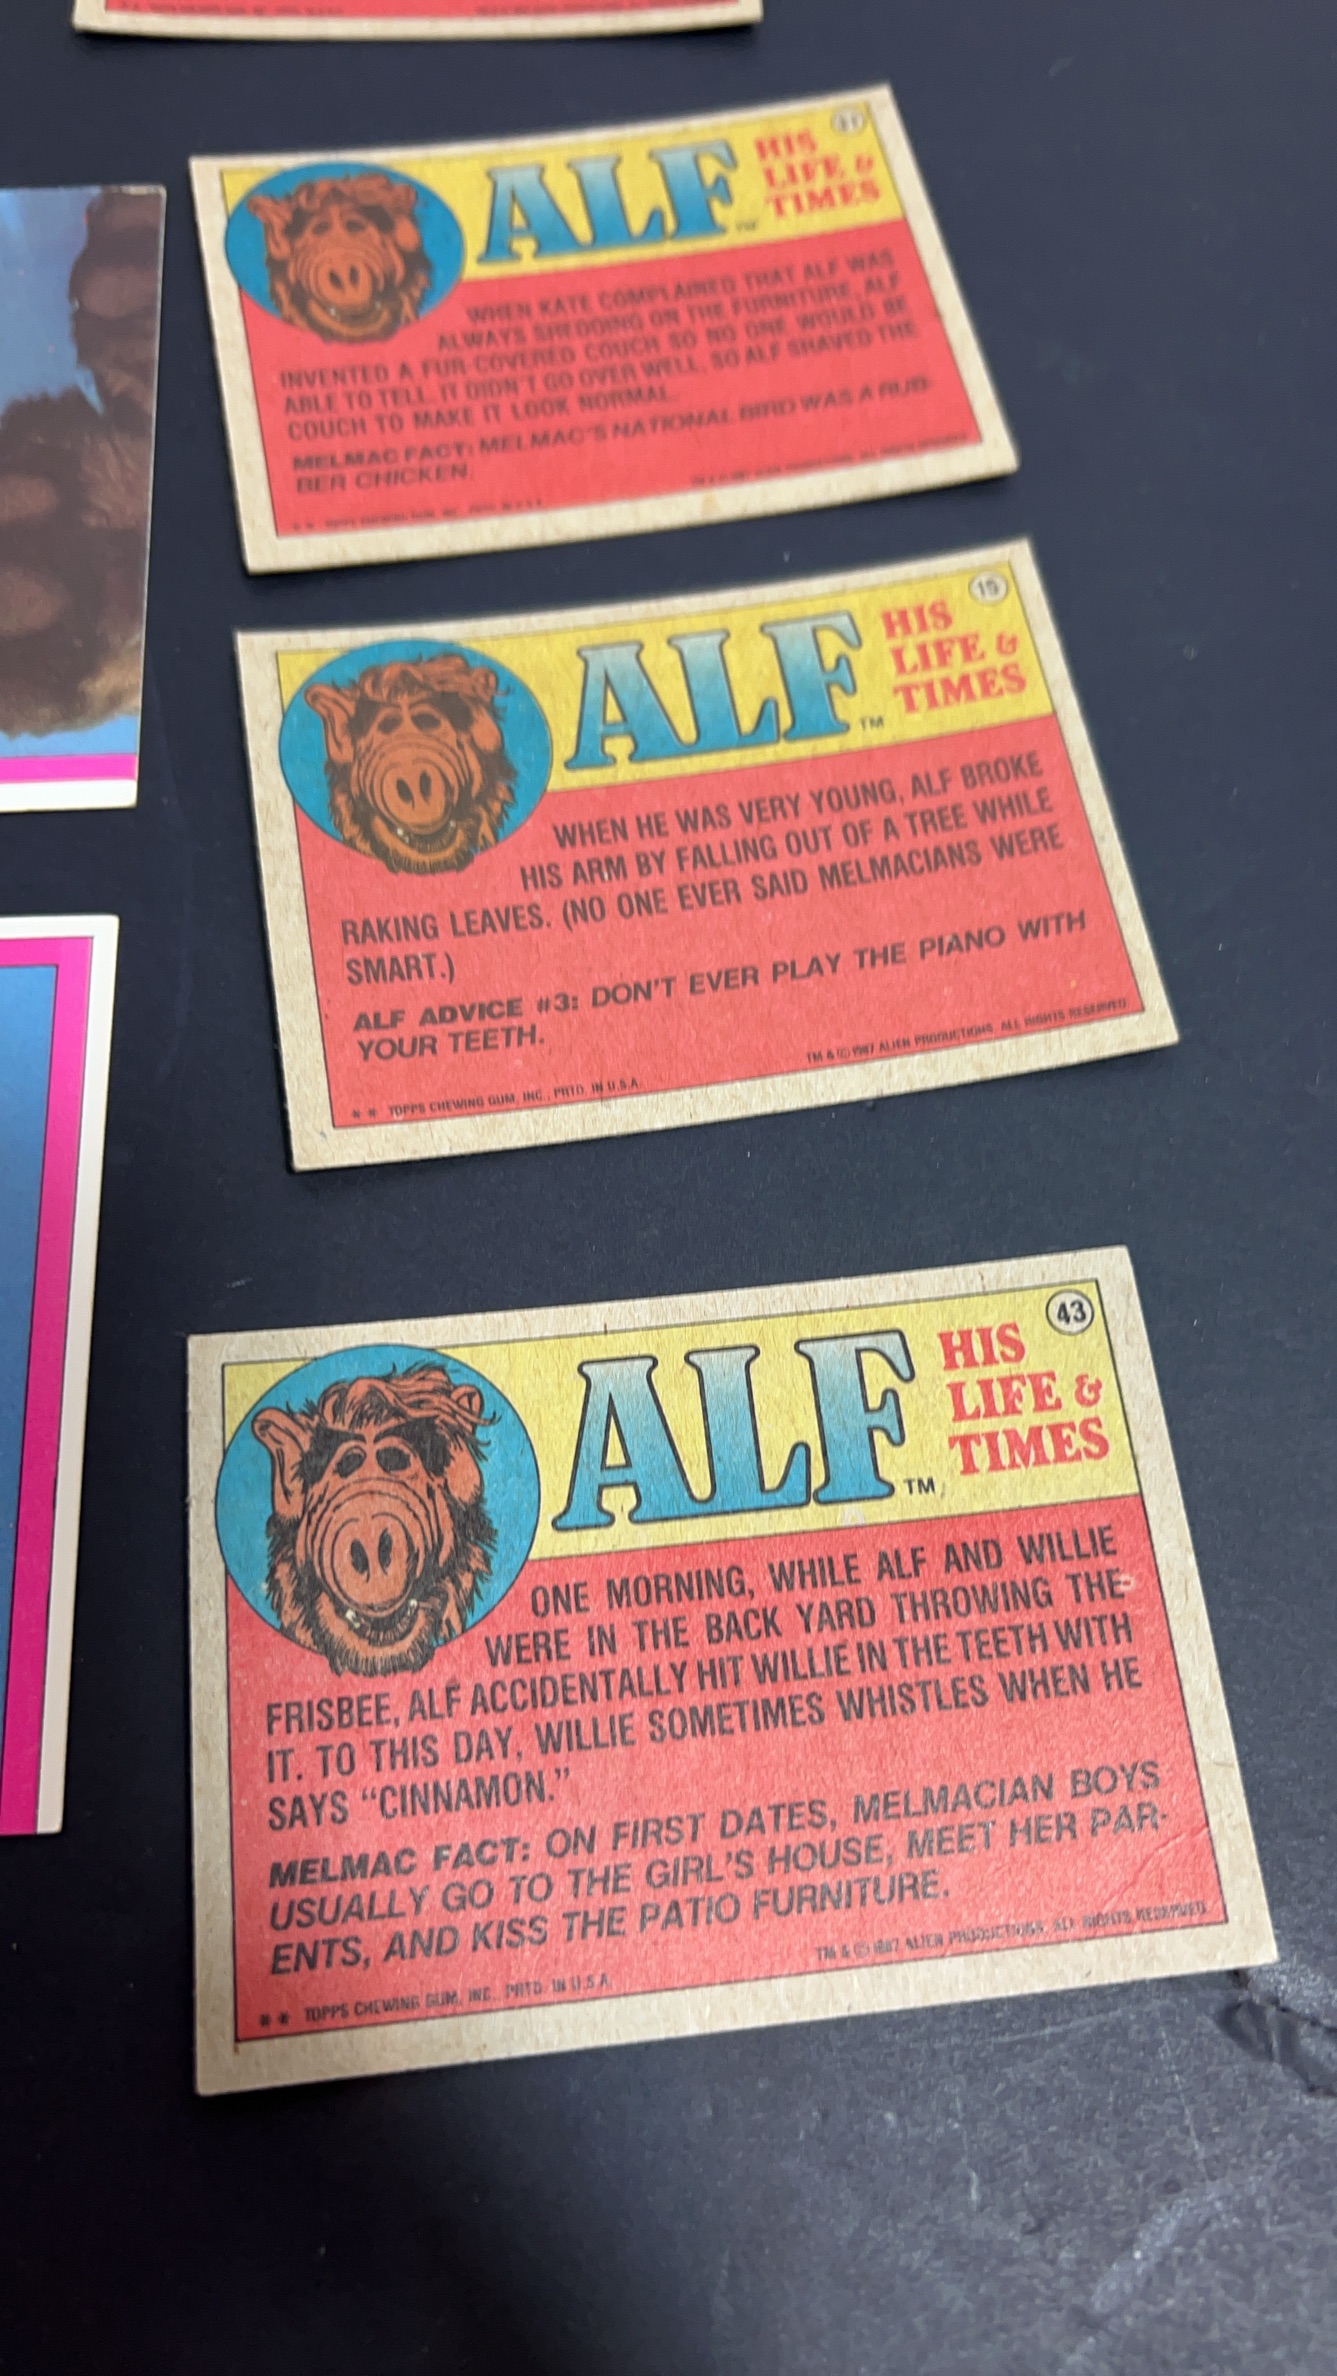 ALF
HIS
LIFE &
TIMES
WHEN KATE COMPLAINED THAT ALF WAS
ALWAYS SHEDDING ON THE FURNITURE, ALF
INVENTED A FUR-COVERED COUCH SO NO ONE WOULD BE
ABLE TO TELL. IT DIDN'T GO OVER WELL, SO ALF SHAVED THE
COUCH TO MAKE IT LOOK NORMAL.
MELMAC FACT: MELMAC'S NATIONAL BIRD WAS A RUB-
BER CHICKEN.
15
ALF
TM
HIS
LIFE &
TIMES
WHEN HE WAS VERY YOUNG, ALF BROKE
HIS ARM BY FALLING OUT OF A TREE WHILE
RAKING LEAVES. (NO ONE EVER SAID MELMACIANS WERE
SMART.)
ALF ADVICE #3: DON'T EVER PLAY THE PIANO WITH
YOUR TEETH.
** TOPPS CHEWING GUM, INC., PRTD. IN U.S.A. TM & © 1987 ALIEN PRODUCTIONS. ALL RIGHTS RESERVED.
43
ALF
TM
HIS
LIFE &
TIMES
ONE MORNING, WHILE ALF AND WILLIE
WERE IN THE BACK YARD THROWING THE
FRISBEE, ALF ACCIDENTALLY HIT WILLIE IN THE TEETH WITH
IT. TO THIS DAY, WILLIE SOMETIMES WHISTLES WHEN HE
SAYS "CINNAMON."
MELMAC FACT: ON FIRST DATES, MELMACIAN BOYS
USUALLY GO TO THE GIRL'S HOUSE, MEET HER PAR-
ENTS, AND KISS THE PATIO FURNITURE.
** TOPPS CHEWING GUM, INC., PRTD. IN U.S.A. TM & © 1987 ALIEN PRODUCTIONS. ALL RIGHTS RESERVED.